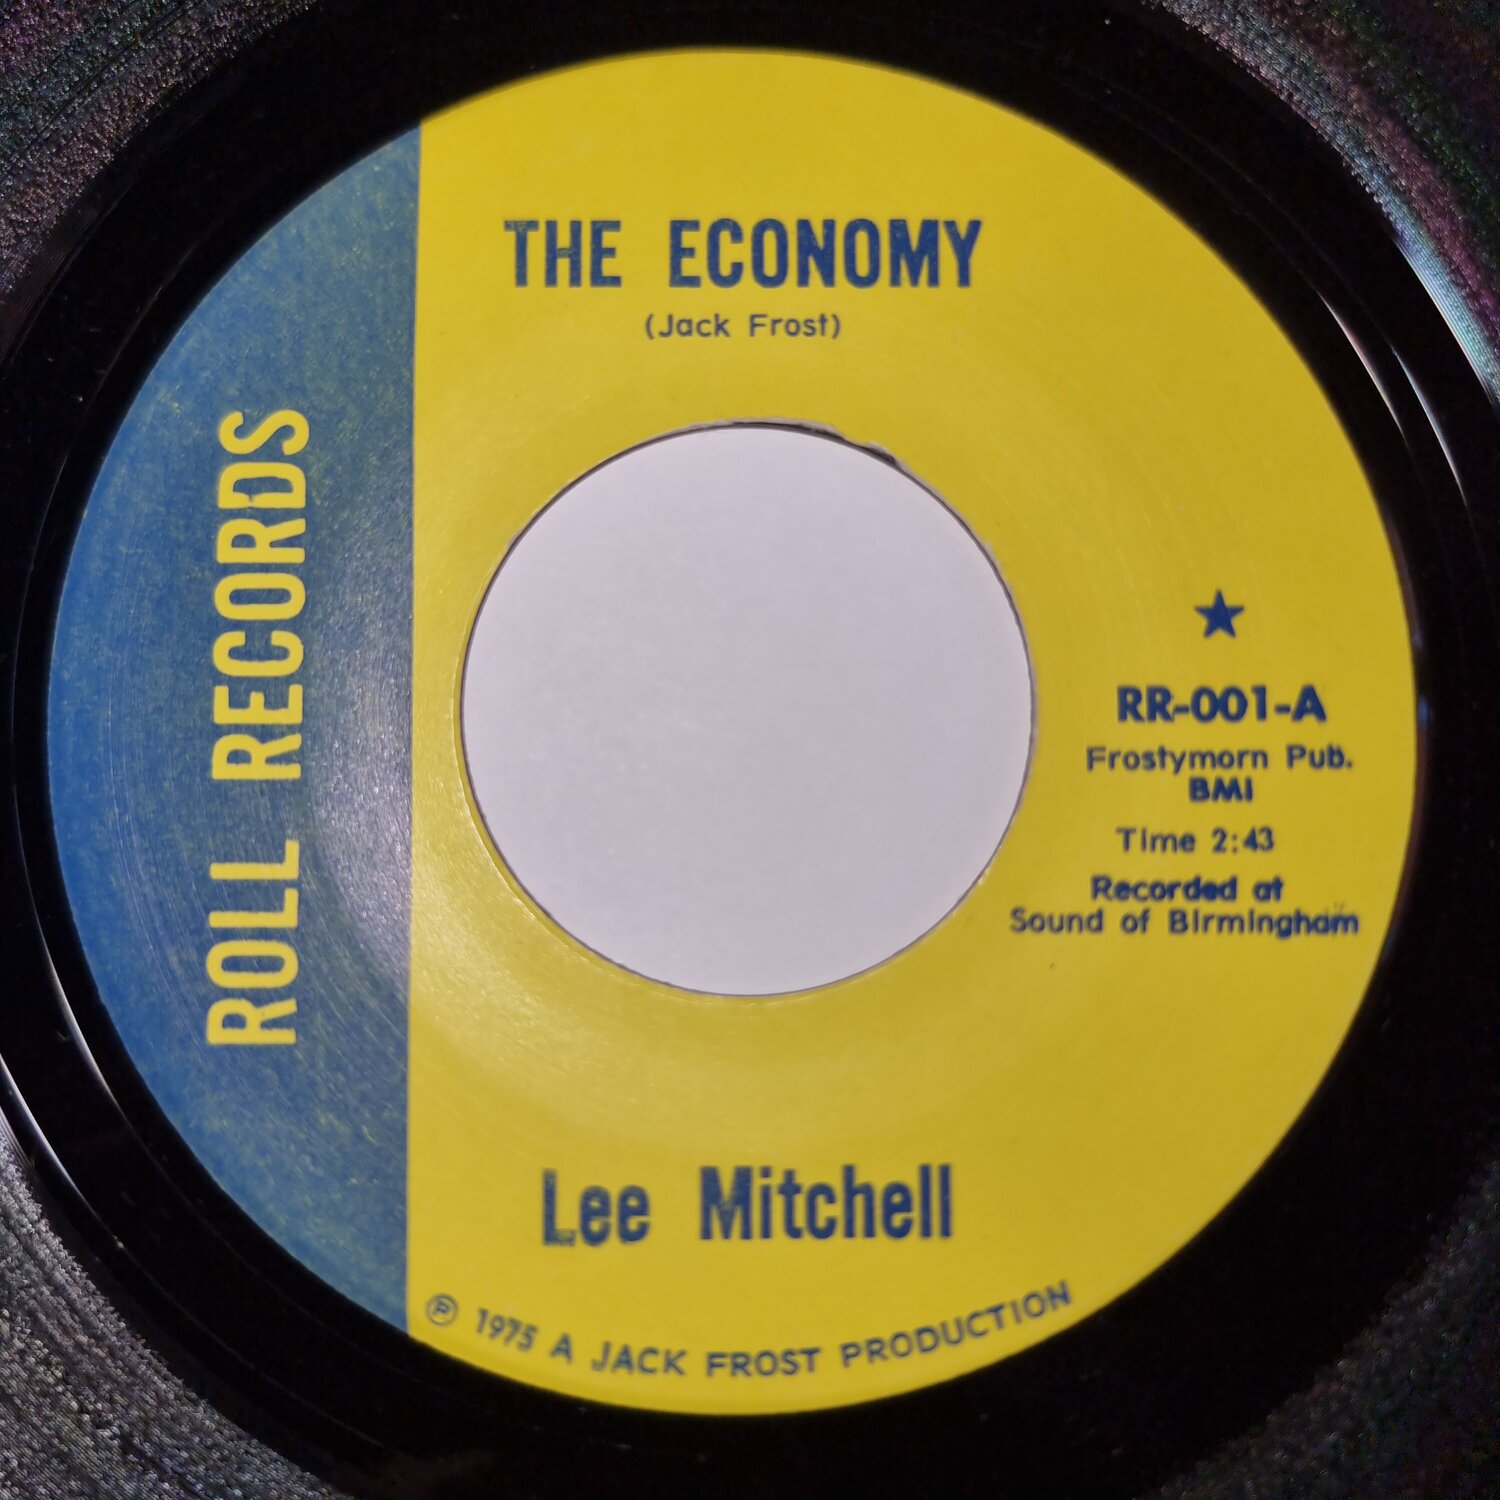 THE ECONOMY
(Jack Frost)
ROLL RECORDS
★
RR-001-A
Frostymorn Pub.
BMI
Time 2:43
Recorded at
Sound of Birmingham
Lee Mitchell
℗ 1975 A JACK FROST PRODUCTION